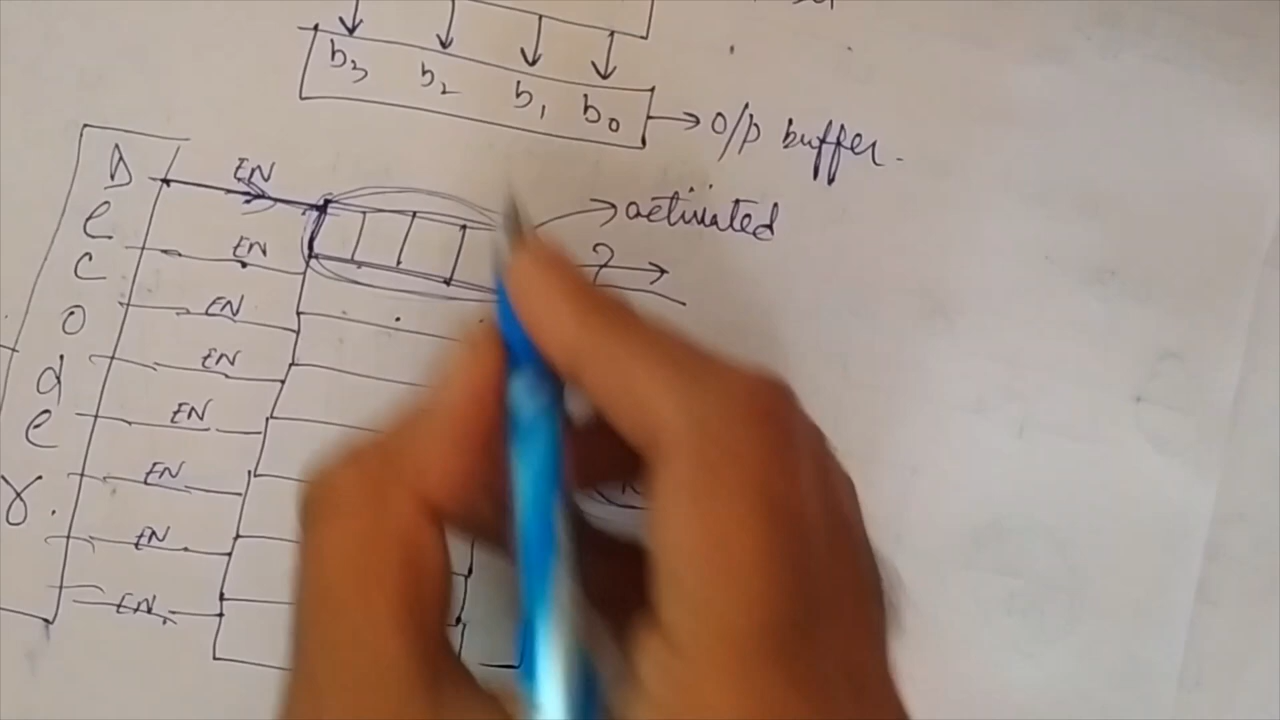 b3 b2 b1 b0
o/p buffer.
D
e
c
o
d
e
r.
EN
EN
EN
EN
EN
EN
EN
EN
activated
?